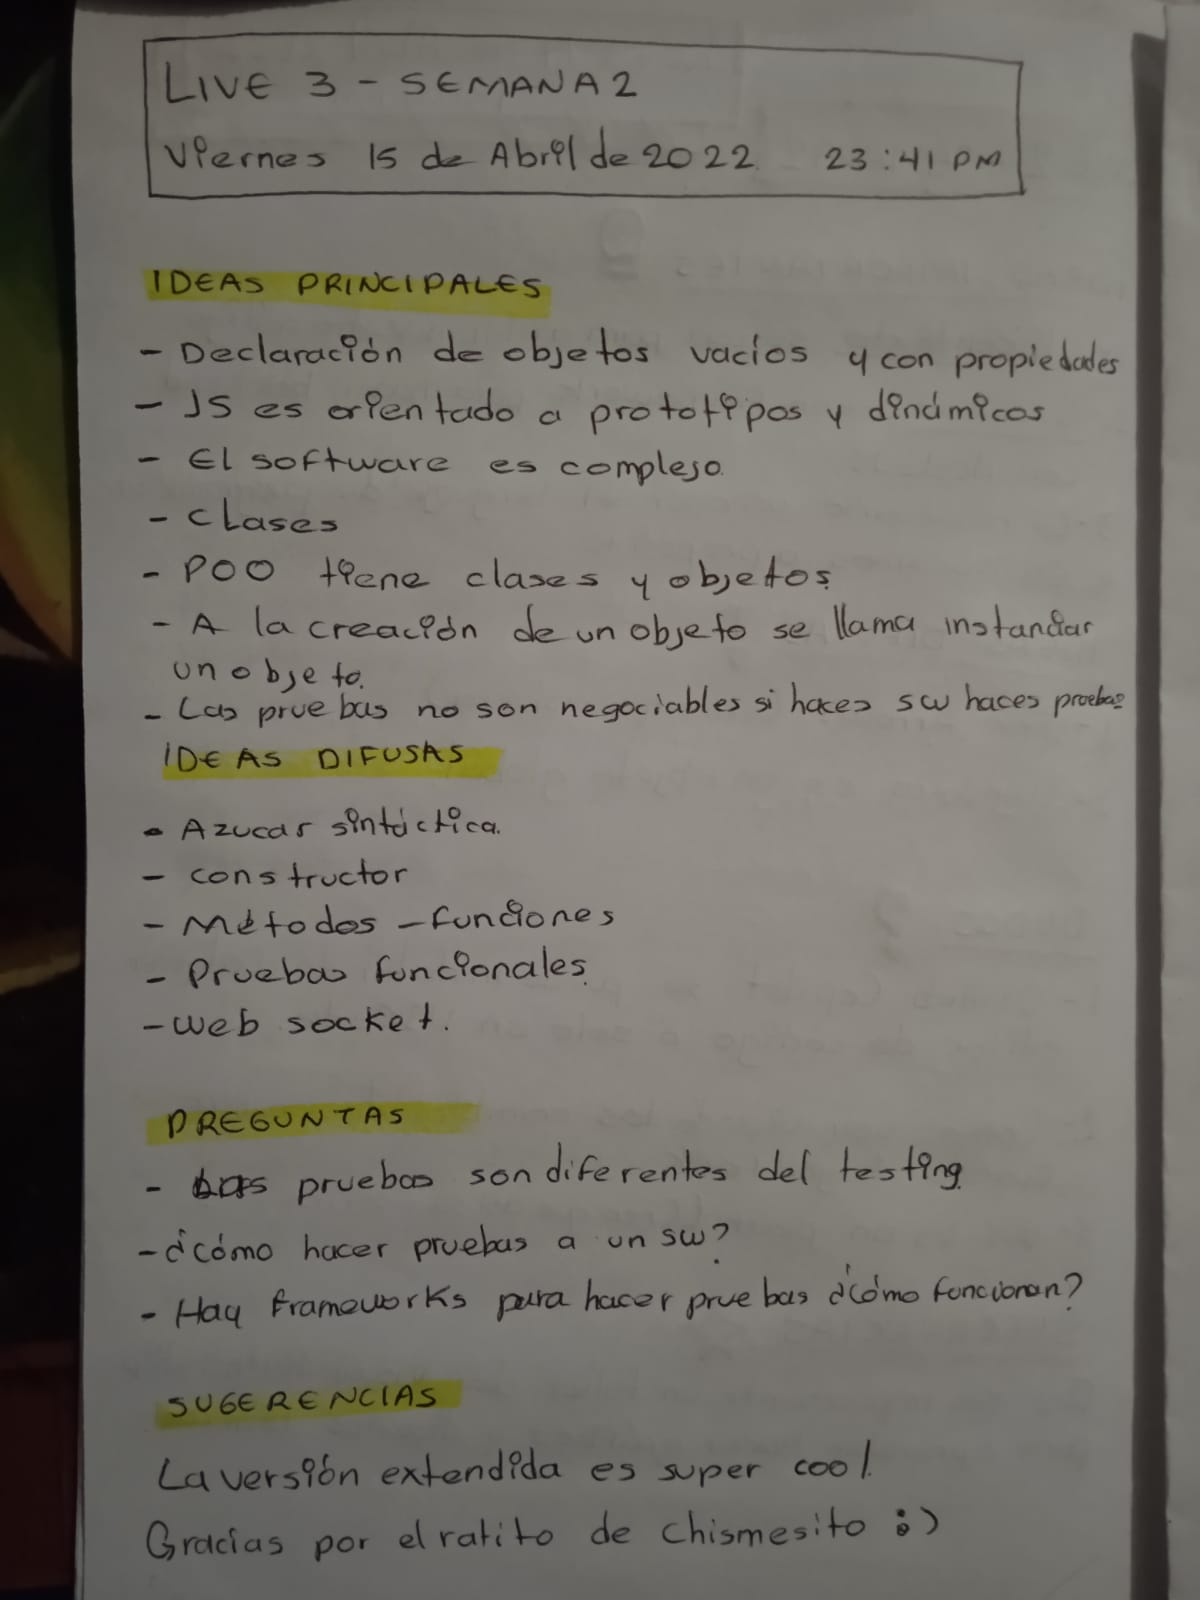 LIVE 3 - SEMANA 2
Viernes 15 de Abril de 2022. 23:41 PM
IDEAS PRINCIPALES
- Declaración de objetos vacíos y con propiedades
- JS es orientado a prototipos y dinámicos
- El software es complejo.
- Clases
- POO tiene clases y objetos.
- A la creación de un objeto se llama instanciar
un objeto.
- Las pruebas no son negociables si haces sw haces pruebas
IDEAS DIFUSAS
- Azucar sintáctica.
- constructor
- Métodos - funciones
- Pruebas funcionales.
- web socket.
PREGUNTAS
- Las pruebas son diferentes del testing.
- ¿cómo hacer pruebas a un sw?
- Hay frameworks para hacer pruebas ¿cómo funcionan?
SUGERENCIAS
La versión extendida es super cool.
Gracias por el ratito de chismesito :)